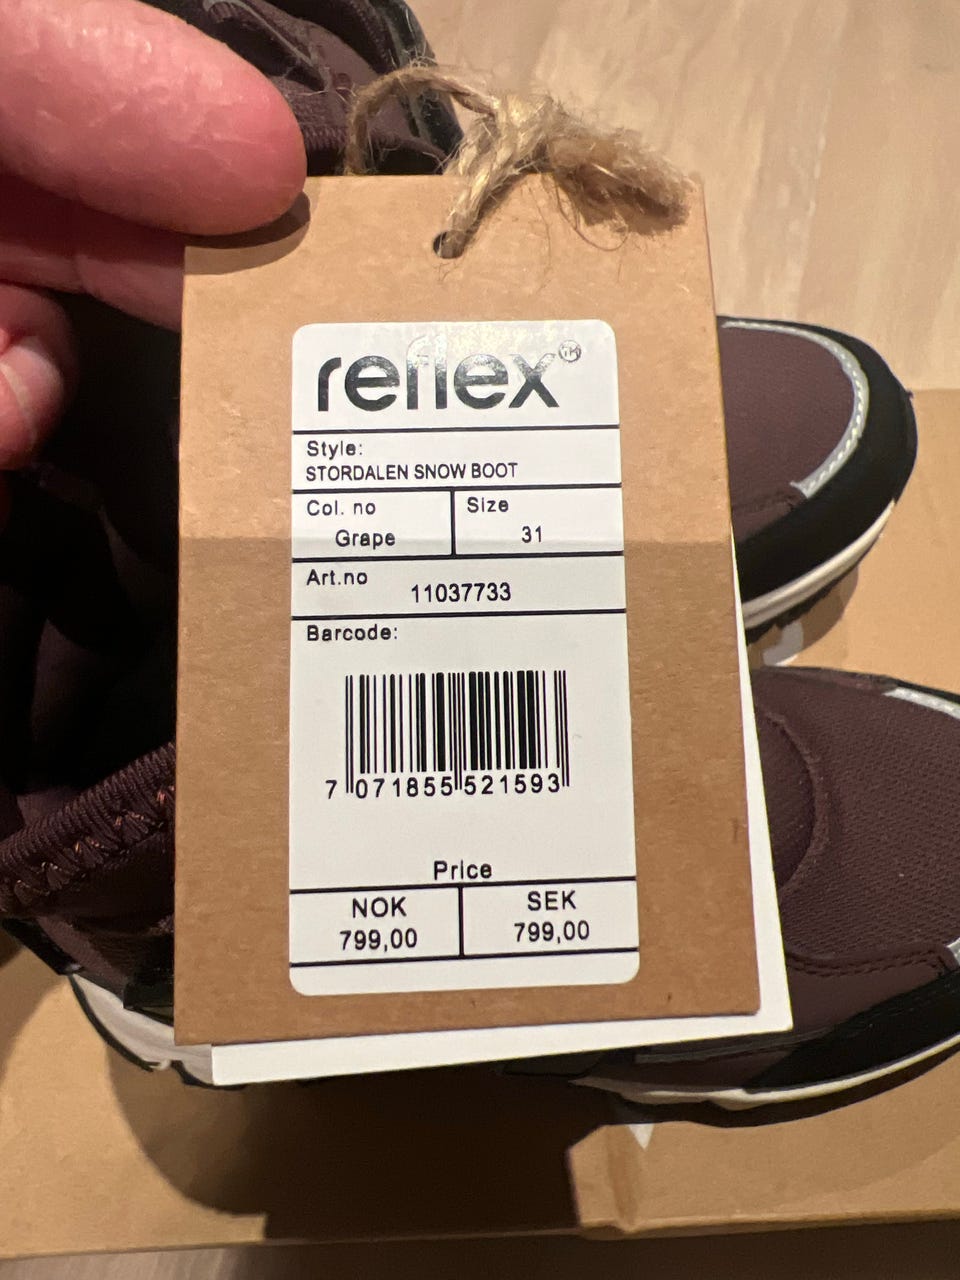 reflex TM
Style:
STORDALEN SNOW BOOT
Col. no
Grape
Size
31
Art.no
11037733
Barcode:
7 071855 521593
Price
NOK
799,00
SEK
799,00